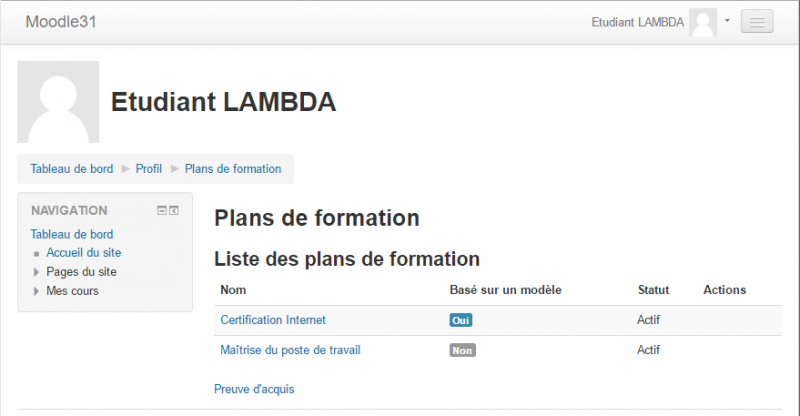 Moodle31 Etudiant LAMBDA
Etudiant LAMBDA
Tableau de bord Profil Plans de formation
NAVIGATION
Tableau de bord
Accueil du site
Pages du site
Mes cours
Plans de formation
Liste des plans de formation
Nom Basé sur un modèle Statut Actions
Certification Internet Oui Actif
Maîtrise du poste de travail Non Actif
Preuve d'acquis